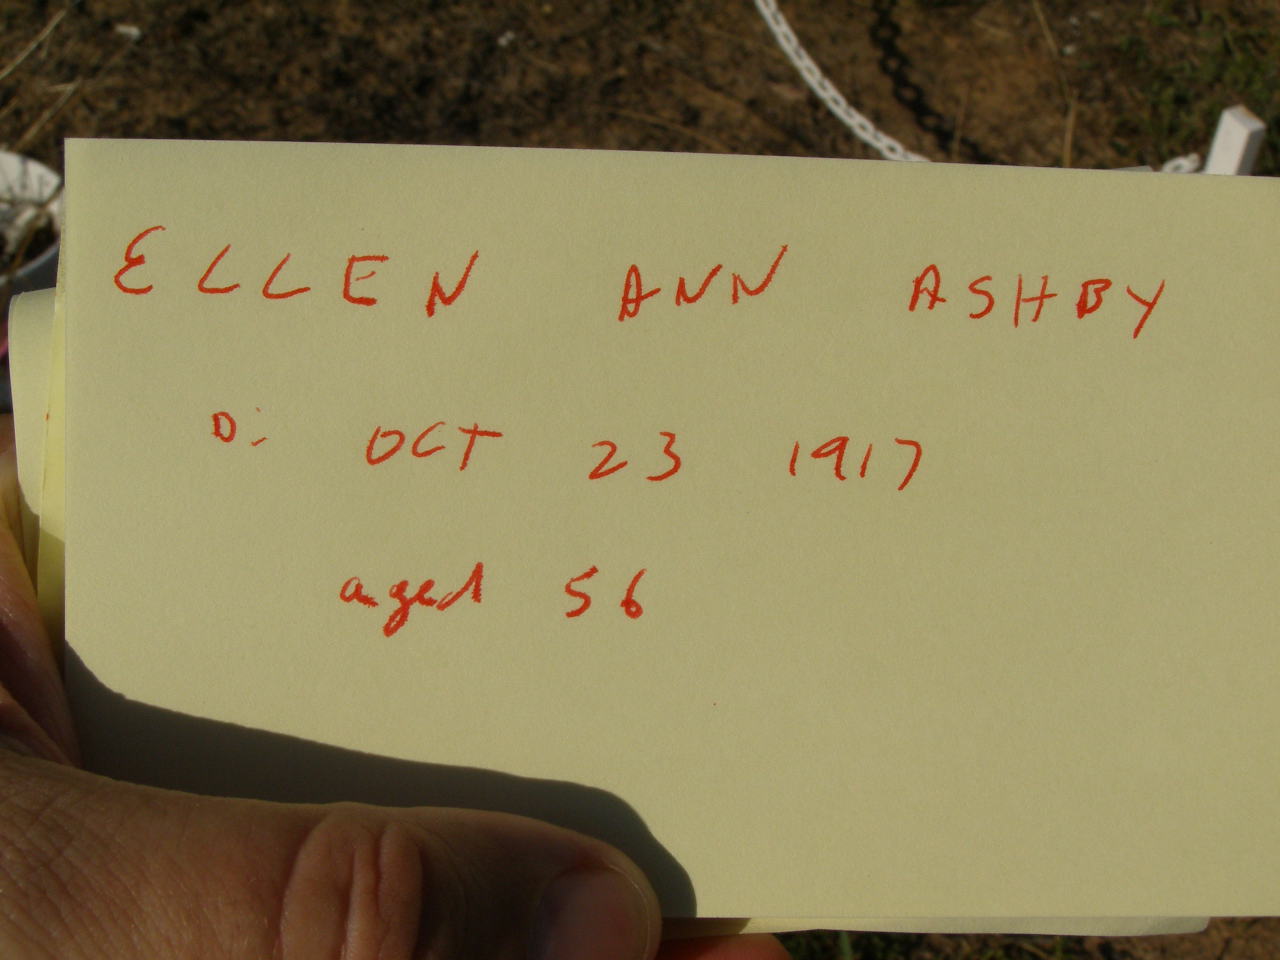 ELLEN ANN ASHBY
D: OCT 23 1917
aged 56